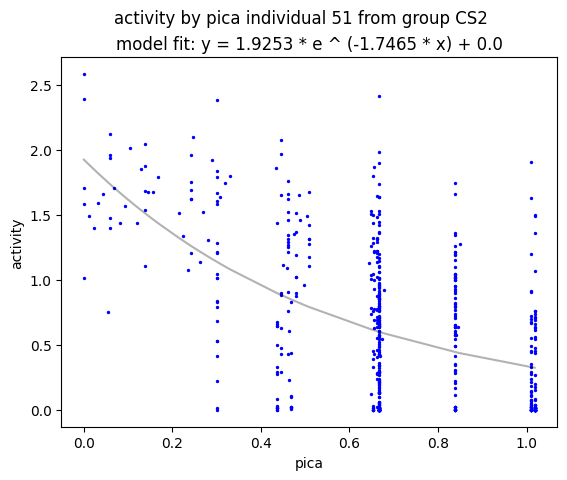 activity by pica individual 51 from group CS2
model fit: y = 1.9253 * e ^ (-1.7465 * x) + 0.0
2.5
2.0
1.5
1.0
0.5
0.0
activity
0.0 0.2 0.4 0.6 0.8 1.0
pica